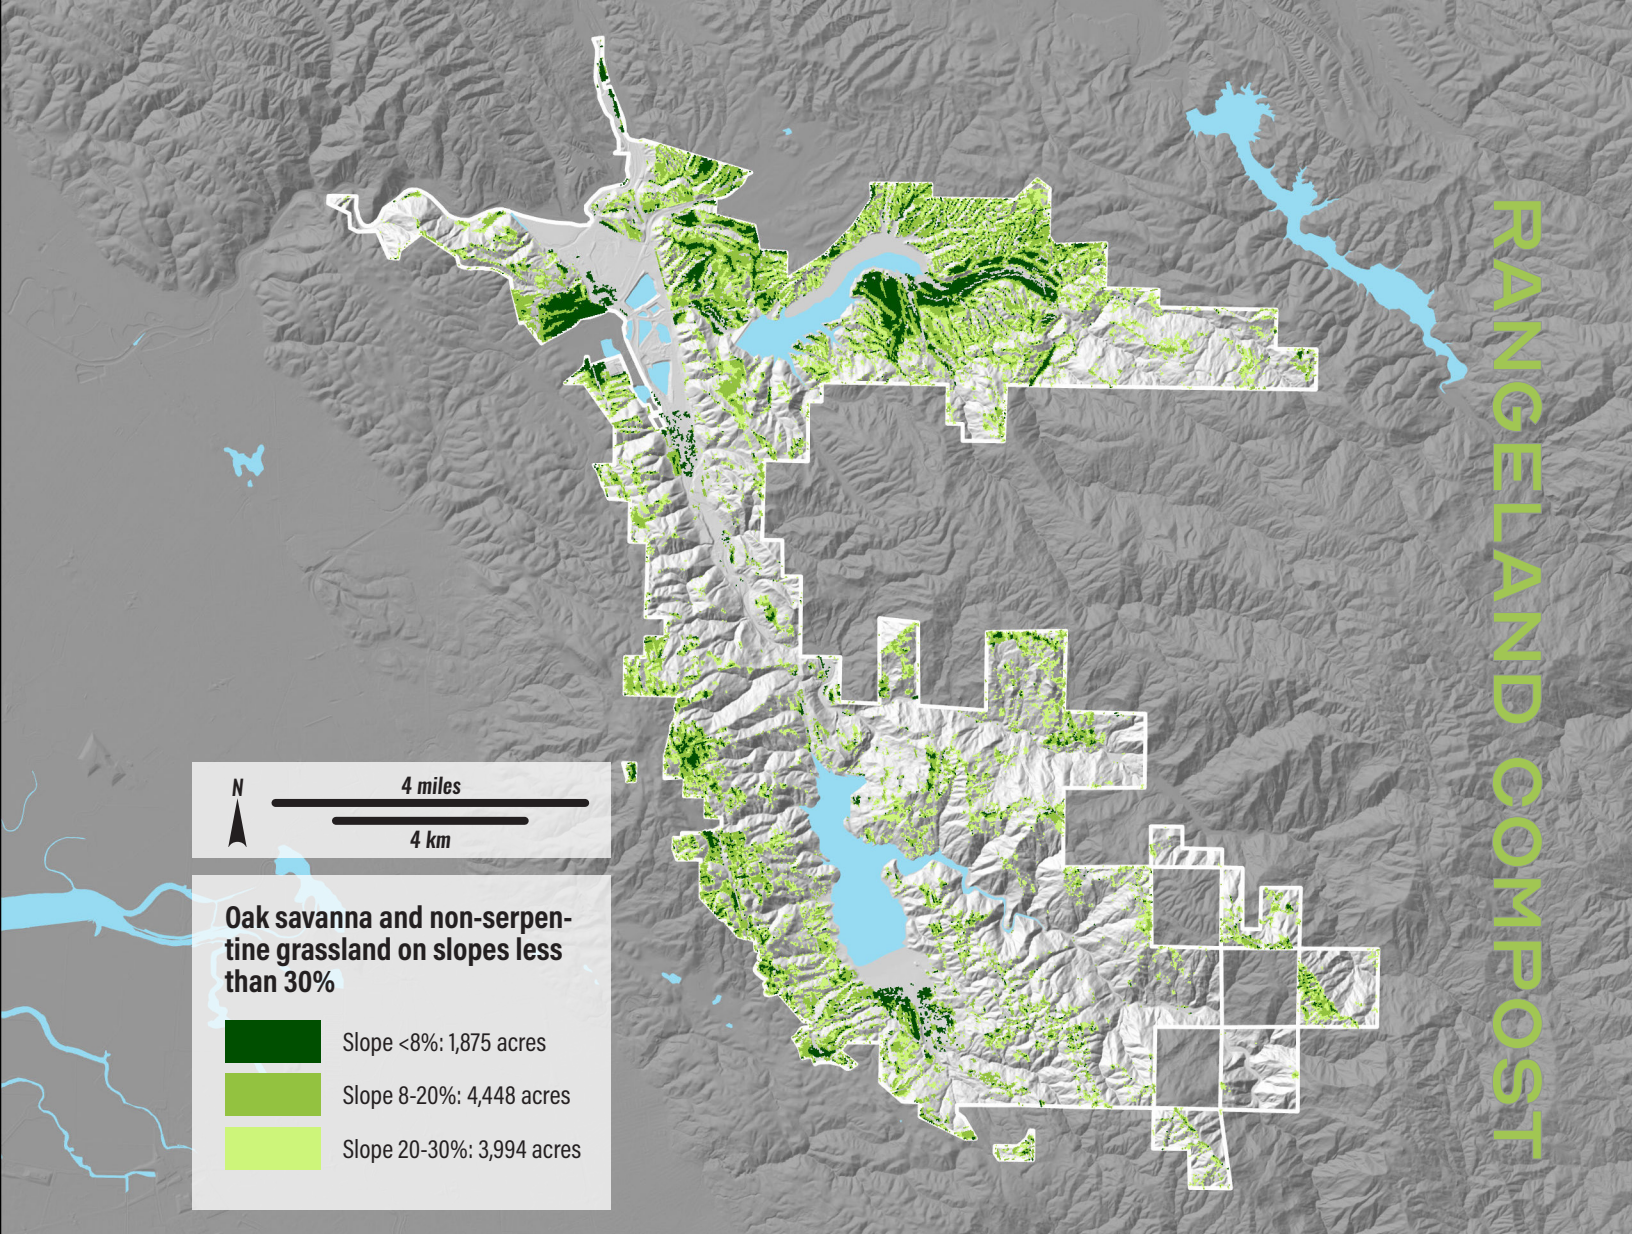 RANGELAND COMPOST
N
4 miles
4 km
Oak savanna and non-serpen-
tine grassland on slopes less
than 30%
Slope <8%: 1,875 acres
Slope 8-20%: 4,448 acres
Slope 20-30%: 3,994 acres